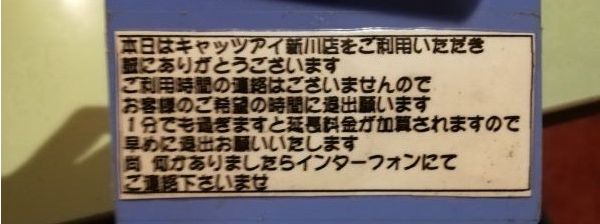 本日はキャッツアイ新川店をご利用いただき
誠にありがとうございます
ご利用時間の連絡はございませんので
お客様のご希望の時間に退出願います
1分でも過ぎますと延長料金が加算されますので
早めに退出お願いいたします
尚 何かありましたらインターフォンにて
ご連絡下さいませ